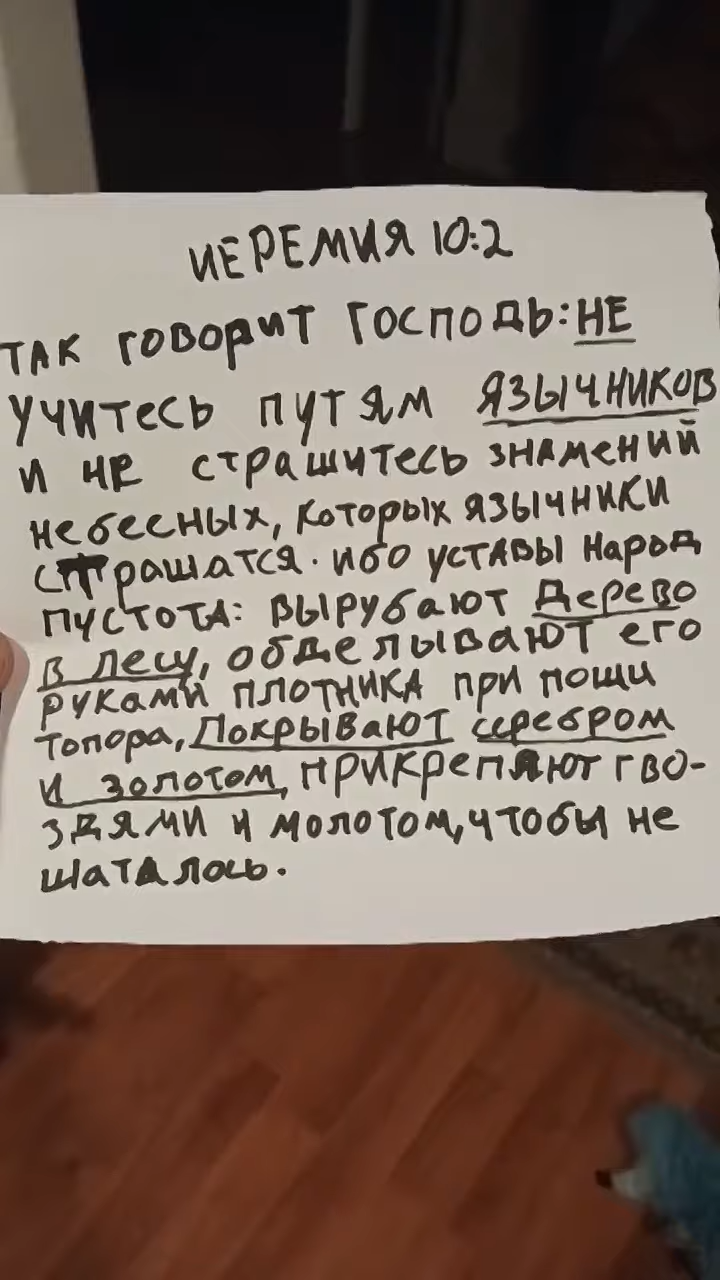 ИЕРЕМИЯ 10:2
ТАК ГОВОРИТ ГОСПОДЬ: НЕ
УЧИТЕСЬ ПУТЯМ ЯЗЫЧНИКОВ
И НЕ СТРАШИТЕСЬ ЗНАМЕНИЙ
НЕБЕСНЫХ, КОТОРЫХ ЯЗЫЧНИКИ
СТРАШАТСЯ. ИБО УСТАВЫ НАРОД
ПУСТОТА: ВЫРУБАЮТ ДЕРЕВО
В ЛЕСУ, ОБДЕЛЫВАЮТ ЕГО
РУКАМИ ПЛОТНИКА ПРИ ПОЩИ
ТОПОРА, ПОКРЫВАЮТ СЕРЕБРОМ
И ЗОЛОТОМ, ПРИКРЕПЛЯЮТ ГВО-
ЗДЯМИ И МОЛОТОМ, ЧТОБЫ НЕ
ШАТАЛОСЬ.